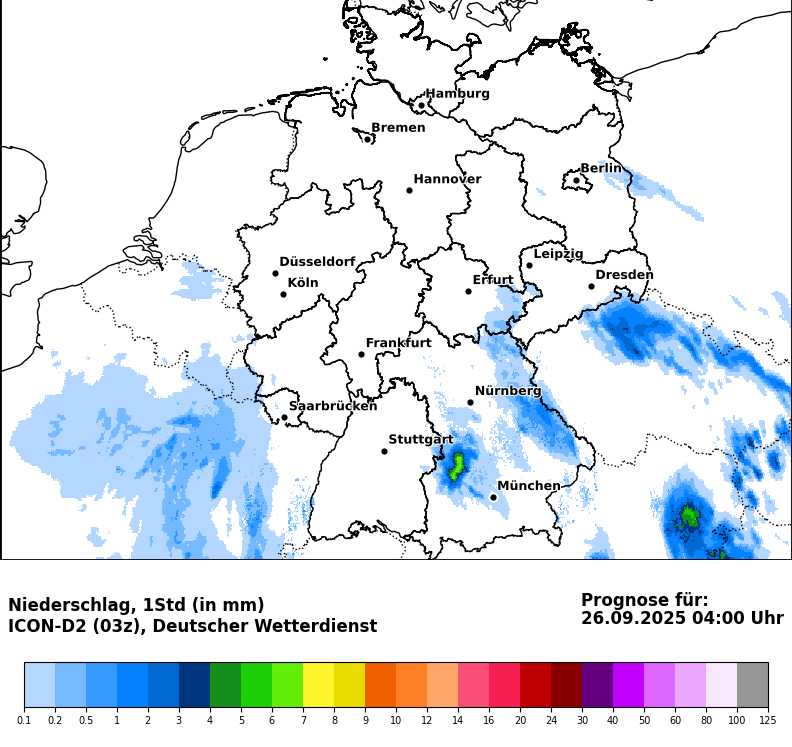 Hamburg
Bremen
Berlin
Hannover
Leipzig
Düsseldorf
Dresden
Köln
Erfurt
Frankfurt
Nürnberg
Saarbrücken
Stuttgart
München
Niederschlag, 1Std (in mm)
ICON-D2 (03z), Deutscher Wetterdienst
Prognose für:
26.09.2025 04:00 Uhr
0.1 0.2 0.5 1 2 3 4 5 6 7 8 9 10 12 14 16 20 24 30 40 50 60 80 100 125